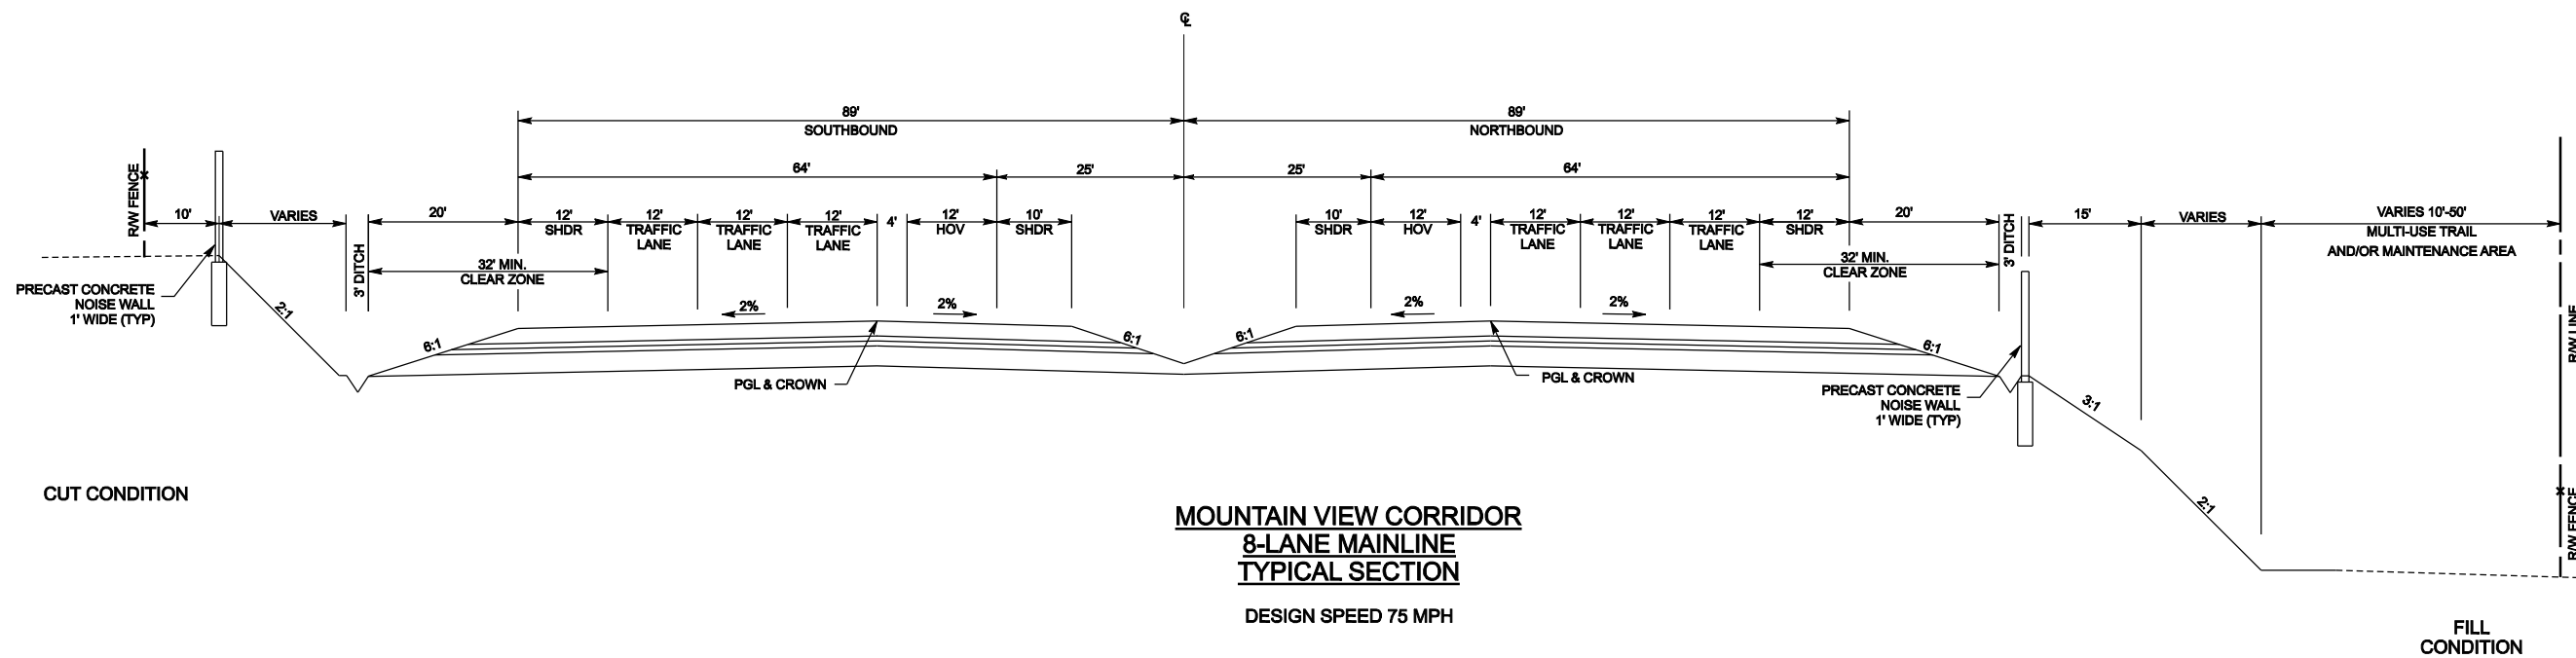 ℄
89'
SOUTHBOUND
89'
NORTHBOUND
64'
25'
25'
64'
R/W FENCE
10'
VARIES
3' DITCH
20'
12'
SHDR
12'
TRAFFIC
LANE
12'
TRAFFIC
LANE
12'
TRAFFIC
LANE
4'
12'
HOV
10'
SHDR
10'
SHDR
12'
HOV
4'
12'
TRAFFIC
LANE
12'
TRAFFIC
LANE
12'
TRAFFIC
LANE
12'
SHDR
20'
3' DITCH
15'
VARIES
VARIES 10'-50'
MULTI-USE TRAIL
AND/OR MAINTENANCE AREA
32' MIN.
CLEAR ZONE
32' MIN.
CLEAR ZONE
PRECAST CONCRETE
NOISE WALL
1' WIDE (TYP)
2:1
6:1
2%
2%
6:1
6:1
2%
2%
6:1
R/W LINE
PGL & CROWN
PGL & CROWN
PRECAST CONCRETE
NOISE WALL
1' WIDE (TYP)
3:1
2:1
R/W FENCE
CUT CONDITION
MOUNTAIN VIEW CORRIDOR
8-LANE MAINLINE
TYPICAL SECTION
DESIGN SPEED 75 MPH
FILL
CONDITION